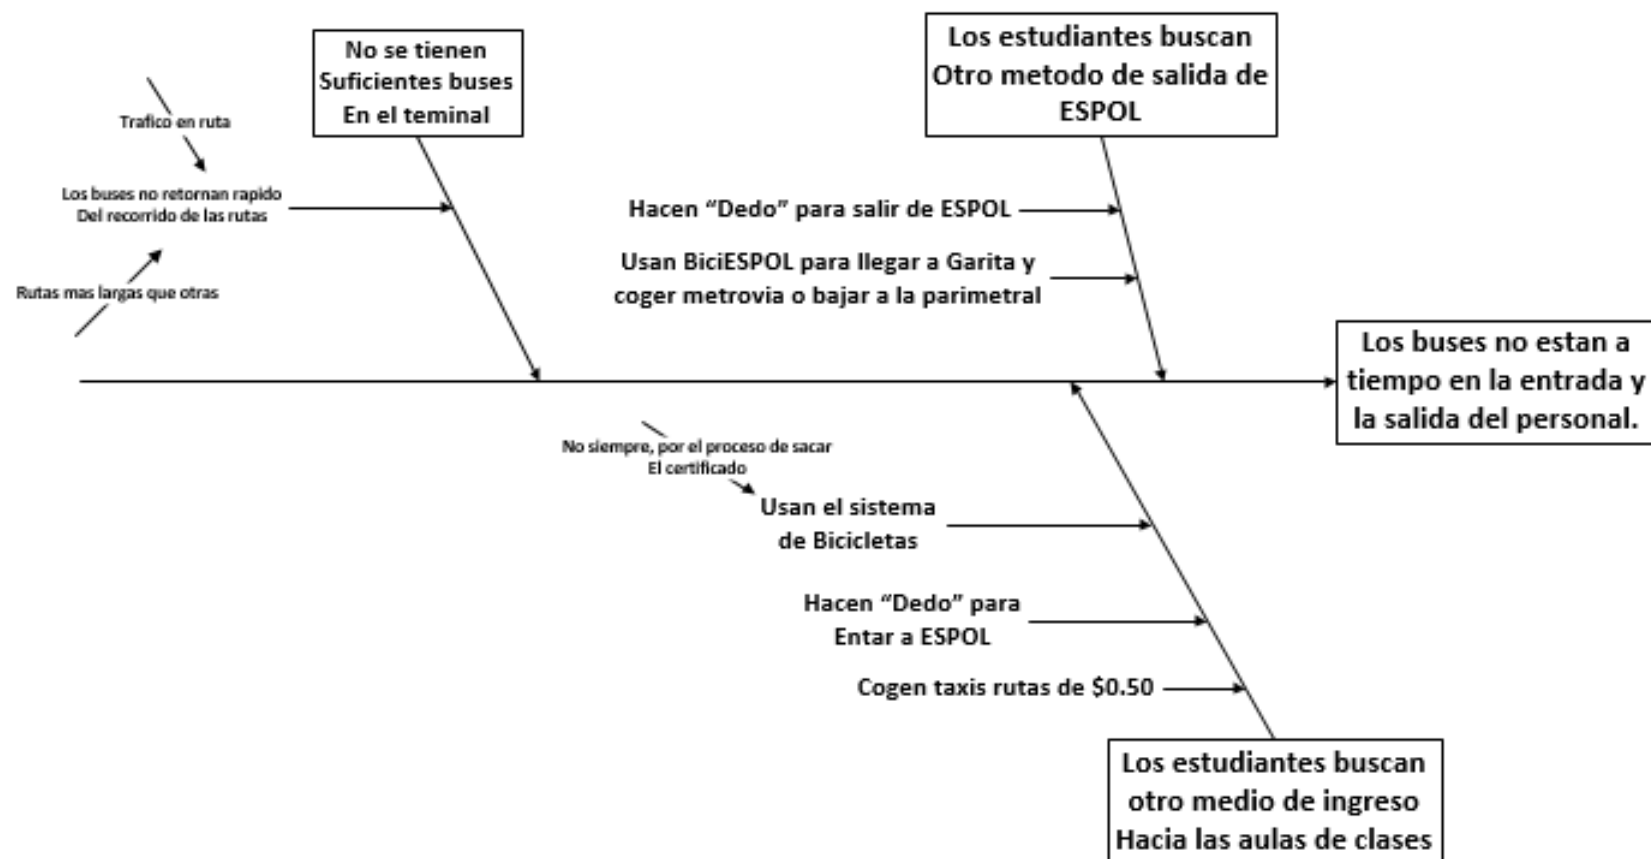 No se tienen
Suficientes buses
En el teminal
Los estudiantes buscan
Otro metodo de salida de
ESPOL
Trafico en ruta
Los buses no retornan rapido
Del recorrido de las rutas
Rutas mas largas que otras
Hacen “Dedo” para salir de ESPOL
Usan BiciESPOL para llegar a Garita y
coger metrovia o bajar a la parimetral
Los buses no estan a
tiempo en la entrada y
la salida del personal.
No siempre, por el proceso de sacar
El certificado
Usan el sistema
de Bicicletas
Hacen “Dedo” para
Entar a ESPOL
Cogen taxis rutas de $0.50
Los estudiantes buscan
otro medio de ingreso
Hacia las aulas de clases